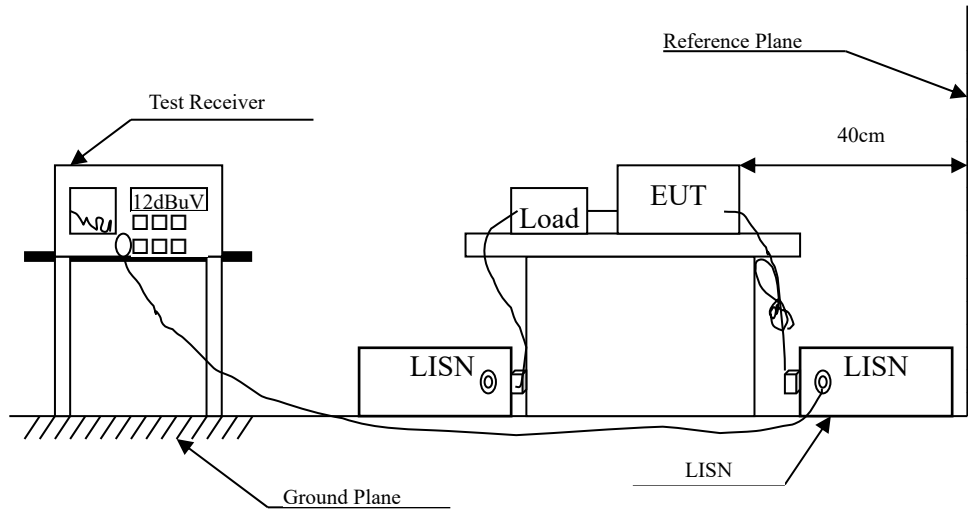 Reference Plane
Test Receiver
40cm
12dBuV
Load
EUT
LISN
LISN
LISN
Ground Plane